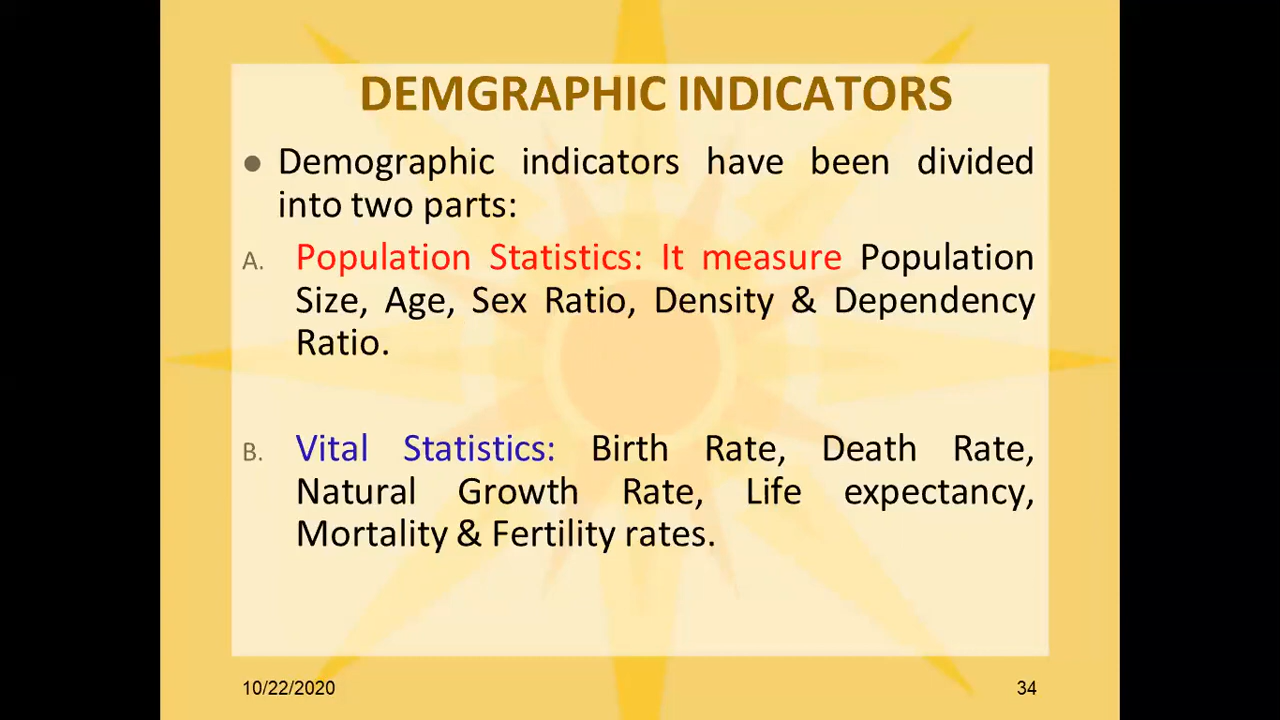 DEMGRAPHIC INDICATORS
● Demographic indicators have been divided
into two parts:
A. Population Statistics: It measure Population
Size, Age, Sex Ratio, Density & Dependency
Ratio.
B. Vital Statistics: Birth Rate, Death Rate,
Natural Growth Rate, Life expectancy,
Mortality & Fertility rates.
10/22/2020 34